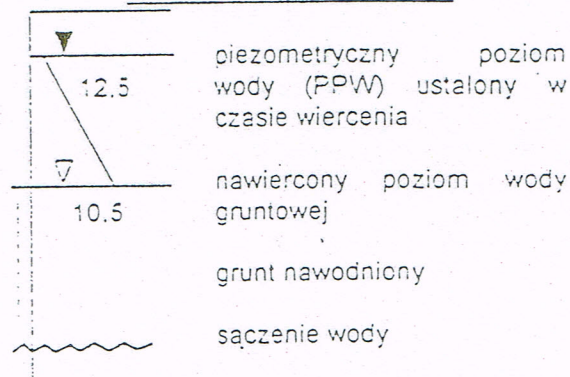 piezometryczny poziom
12.5 wody (PPW) ustalony w
czasie wiercenia
nawiercony poziom wody
10.5 gruntowej
grunt nawodniony
sączenie wody